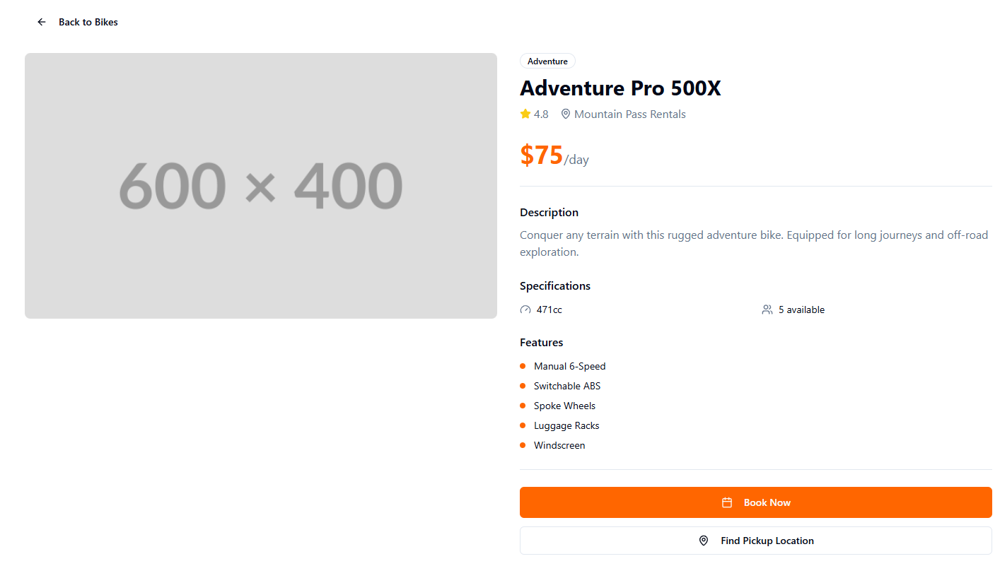 Back to Bikes
600 × 400
Adventure
Adventure Pro 500X
4.8 Mountain Pass Rentals
$75/day
Description
Conquer any terrain with this rugged adventure bike. Equipped for long journeys and off-road
exploration.
Specifications
471cc 5 available
Features
Manual 6-Speed
Switchable ABS
Spoke Wheels
Luggage Racks
Windscreen
Book Now
Find Pickup Location